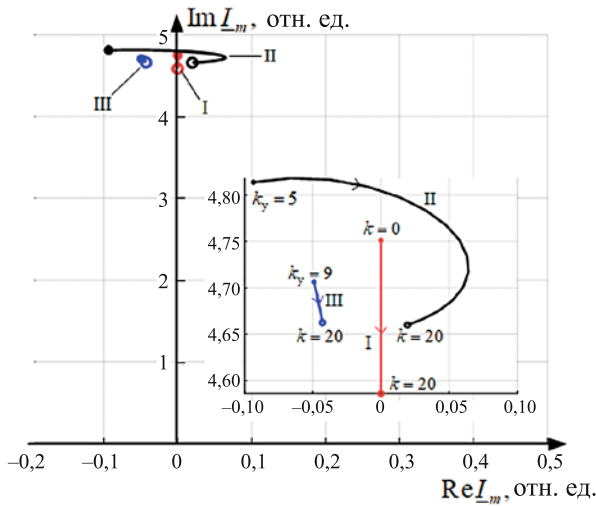 Im I_m, отн. ед.
5
II
III
I
4
4,80
k_y = 5
II
k = 0
3
4,75
k_y = 9
4,70
III
2
4,65
k = 20
I
k = 20
1
4,60
k = 20
–0,10 –0,05 0 0,05 0,10
–0,2 –0,1 0 0,1 0,2 0,3 0,4 0,5
Re I_m, отн. ед.